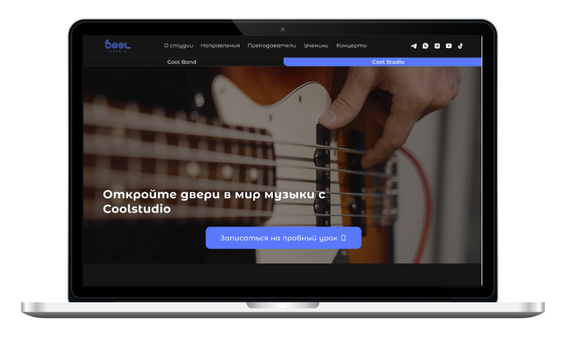 COOL
О студии Направления Преподаватели Ученики Концерты
Cool Band Cool Studio
Откройте двери в мир музыки с
Coolstudio
Записаться на пробный урок